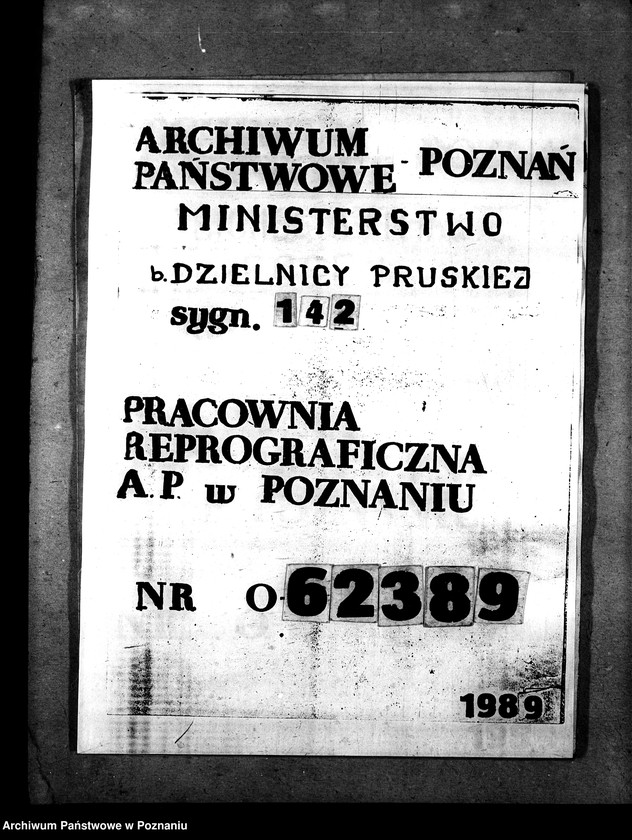 ARCHIWUM
PAŃSTWOWE - POZNAŃ
MINISTERSTWO
b. DZIELNICY PRUSKIEJ
sygn. 142
PRACOWNIA
REPROGRAFICZNA
A. P. w POZNANIU
NR O-62389
1989
Archiwum Państwowe w Poznaniu